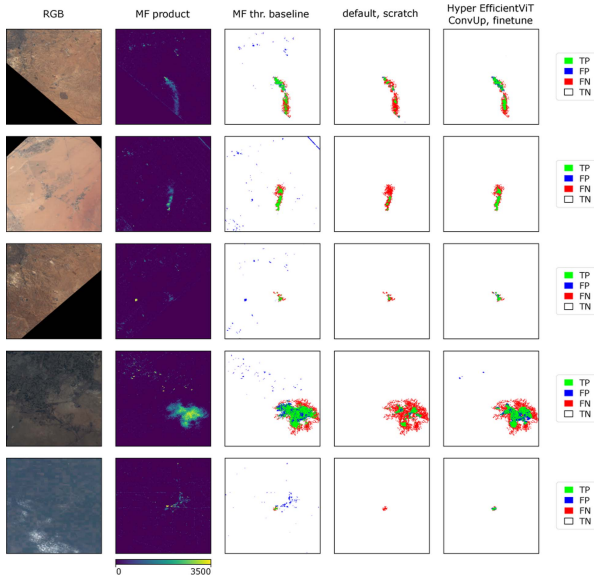 RGB
MF product
MF thr. baseline
default, scratch
Hyper EfficientViT
ConvUp, finetune
TP
FP
FN
TN
TP
FP
FN
TN
TP
FP
FN
TN
TP
FP
FN
TN
TP
FP
FN
TN
0
3500